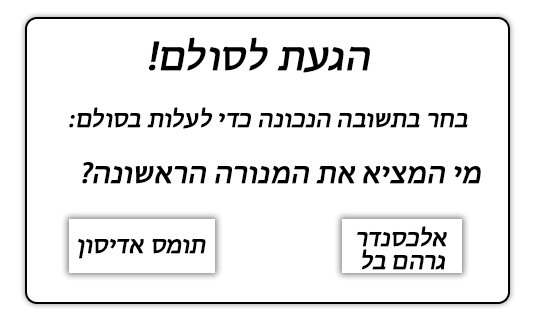 הגעת לסולם!
בחר בתשובה הנכונה כדי לעלות בסולם:
מי המציא את המנורה הראשונה?
אלכסנדר
גרהם בל
תומס אדיסון